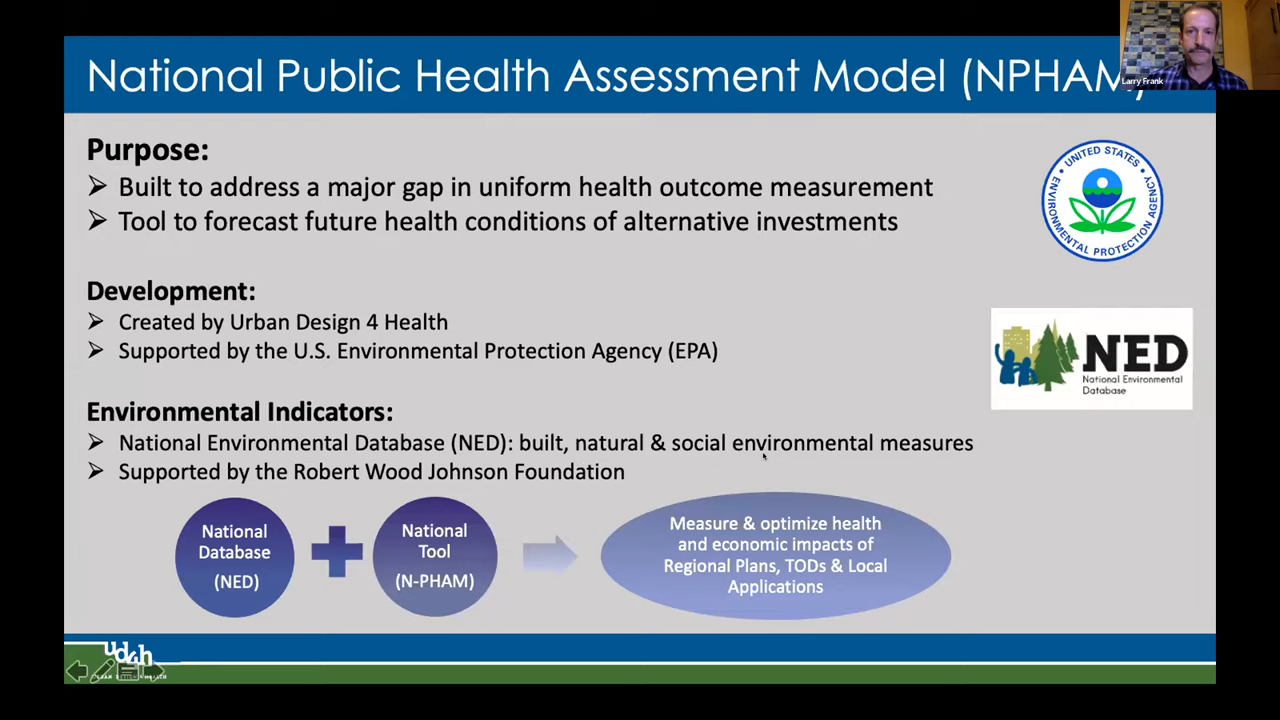 National Public Health Assessment Model (NPHAM)
Larry Frank
Purpose:
➢ Built to address a major gap in uniform health outcome measurement
➢ Tool to forecast future health conditions of alternative investments
UNITED STATES
ENVIRONMENTAL PROTECTION AGENCY
Development:
➢ Created by Urban Design 4 Health
➢ Supported by the U.S. Environmental Protection Agency (EPA)
NED
National Environmental
Database
Environmental Indicators:
➢ National Environmental Database (NED): built, natural & social environmental measures
➢ Supported by the Robert Wood Johnson Foundation
National
Database
(NED)
National
Tool
(N-PHAM)
Measure & optimize health
and economic impacts of
Regional Plans, TODs & Local
Applications
ud4h